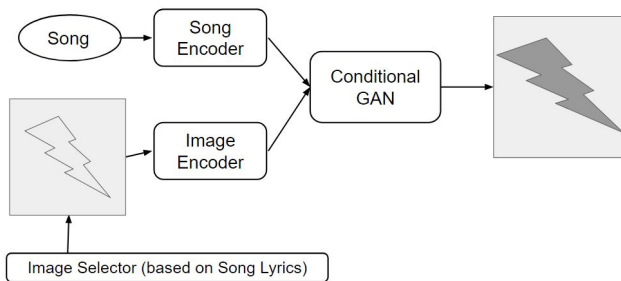 Song
Song
Encoder
Conditional
GAN
Image
Encoder
Image Selector (based on Song Lyrics)